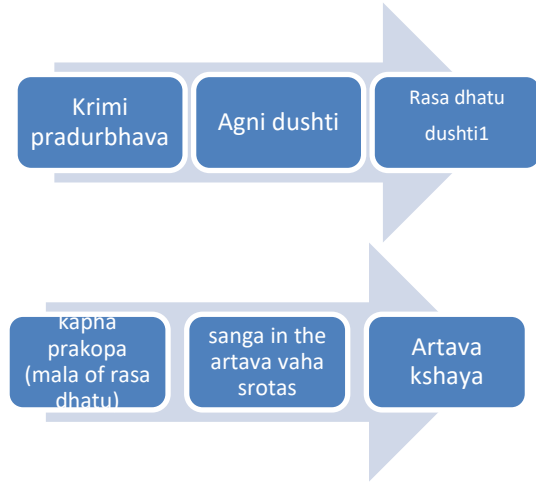 Krimi
pradurbhava
Agni dushti
Rasa dhatu
dushti1
kapha
prakopa
(mala of rasa
dhatu)
sanga in the
artava vaha
srotas
Artava
kshaya